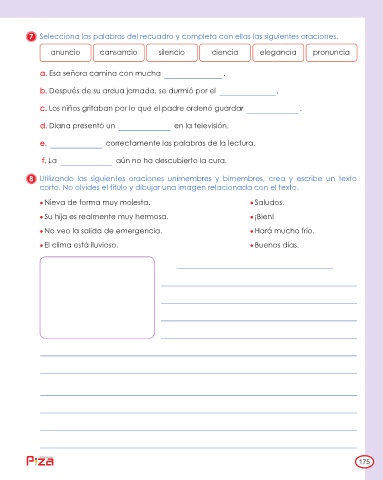 7 Selecciona las palabras del recuadro y completa con ellas las siguientes oraciones.
anuncio cansancio silencio ciencia elegancia pronuncia
a. Esa señora camina con mucha .
b. Después de su ardua jornada, se durmió por el .
c. Los niños gritaban por lo que el padre ordenó guardar .
d. Diana presentó un en la televisión.
e. correctamente las palabras de la lectura.
f. La aún no ha descubierto la cura.
8 Utilizando las siguientes oraciones unimembres y bimembres, crea y escribe un texto
corto. No olvides el título y dibujar una imagen relacionada con el texto.
• Nieva de forma muy molesta. • Saludos.
• Su hija es realmente muy hermosa. • ¡Bien!
• No veo la salida de emergencia. • Hará mucho frío.
• El clima está lluvioso. • Buenos días.
Piza
175